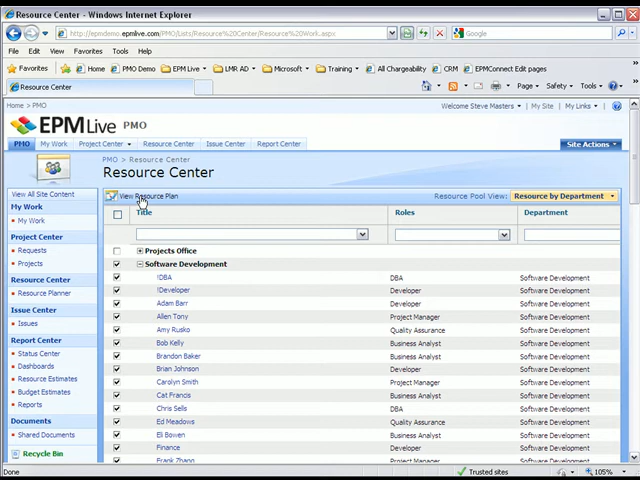 Resource Center - Windows Internet Explorer
http://epmdemo.epmlive.com/PMO/Lists/Resource%20Center/Resource%20Work.aspx
Google
File Edit View Favorites Tools Help
Favorites Home PMO Demo EPM Live LMR AD Microsoft Training All Chargeability CRM EPMConnect Edit pages
Resource Center
Page Safety Tools
Home > PMO
Welcome Steve Masters My Site My Links
EPMLive PMO
PMO My Work Project Center Resource Center Issue Center Report Center
Site Actions
PMO > Resource Center
Resource Center
View All Site Content
My Work
My Work
Project Center
Requests
Projects
Resource Center
Resource Planner
Issue Center
Issues
Report Center
Status Center
Dashboards
Resource Estimates
Budget Estimates
Reports
Documents
Shared Documents
Recycle Bin
View Resource Plan
Resource Pool View: Resource by Department
Title Roles Department
Projects Office
Software Development
!DBA DBA Software Development
!Developer Developer Software Development
Adam Barr Developer Software Development
Allen Tony Project Manager Software Development
Amy Rusko Quality Assurance Software Development
Bob Kelly Business Analyst Software Development
Brandon Baker Business Analyst Software Development
Brian Johnson Developer Software Development
Carolyn Smith Project Manager Software Development
Cat Francis Business Analyst Software Development
Chris Sells DBA Software Development
Ed Meadows Quality Assurance Software Development
Eli Bowen Business Analyst Software Development
Finance Developer Software Development
Frank Zhang Project Manager Software Development
Done
Trusted sites
105%